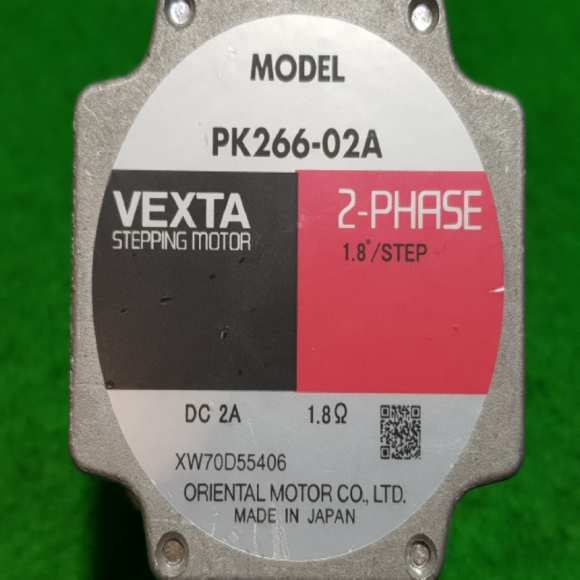 MODEL
PK266-02A
VEXTA 2-PHASE
STEPPING MOTOR 1.8°/STEP
DC 2A 1.8Ω
XW70D55406
ORIENTAL MOTOR CO., LTD.
MADE IN JAPAN